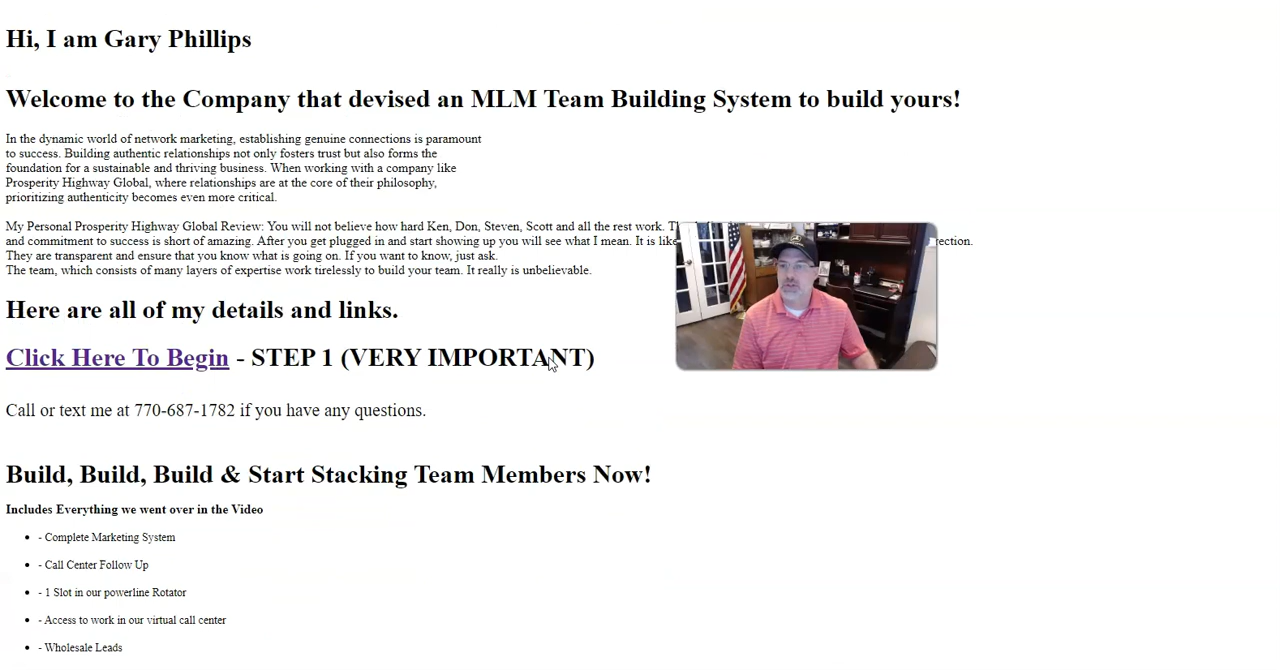 Hi, I am Gary Phillips
Welcome to the Company that devised an MLM Team Building System to build yours!
In the dynamic world of network marketing, establishing genuine connections is paramount
to success. Building authentic relationships not only fosters trust but also forms the
foundation for a sustainable and thriving business. When working with a company like
Prosperity Highway Global, where relationships are at the core of their philosophy,
prioritizing authenticity becomes even more critical.
My Personal Prosperity Highway Global Review: You will not believe how hard Ken, Don, Steven, Scott and all the rest work.
and commitment to success is short of amazing. After you get plugged in and start showing up you will see what I mean. It is like rection.
They are transparent and ensure that you know what is going on. If you want to know, just ask.
The team, which consists of many layers of expertise work tirelessly to build your team. It really is unbelievable.
Here are all of my details and links.
Click Here To Begin - STEP 1 (VERY IMPORTANT)
Call or text me at 770-687-1782 if you have any questions.
Build, Build, Build & Start Stacking Team Members Now!
Includes Everything we went over in the Video
- Complete Marketing System
- Call Center Follow Up
- 1 Slot in our powerline Rotator
- Access to work in our virtual call center
- Wholesale Leads